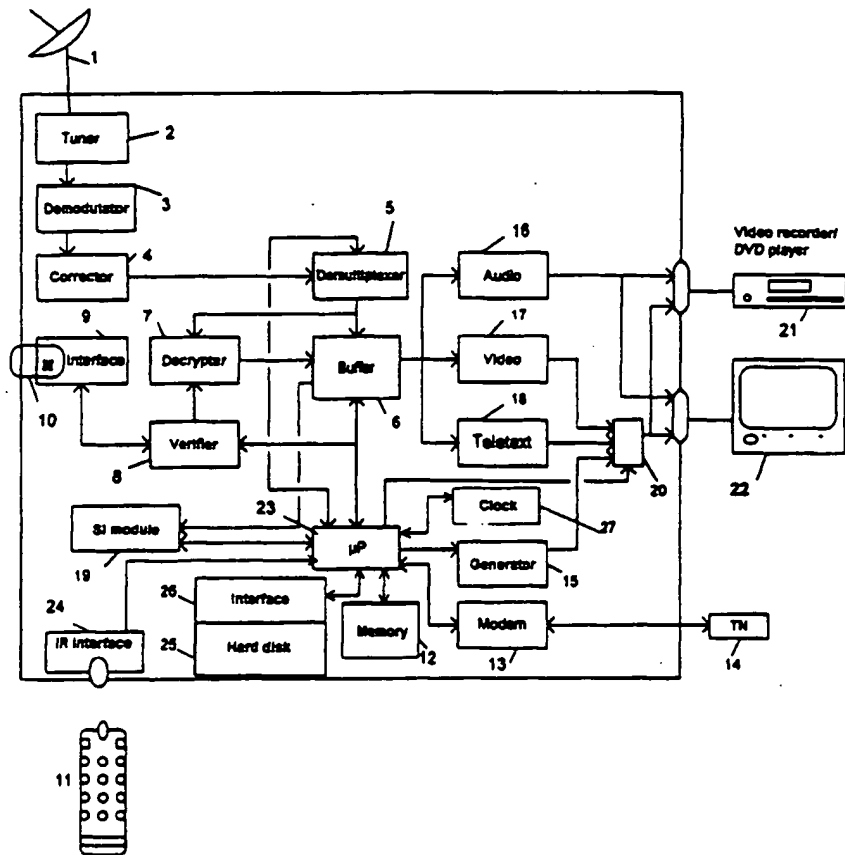 1
Tuner
2
Demodulator
3
Corrector
4
5
Demultiplexer
16
Audio
Video recorder/
DVD player
21
9
Interface
10
7
Decrypter
Buffer
6
17
Video
18
Teletext
20
22
Verifier
8
23
µP
Clock
27
SI module
19
Generator
15
24
IR interface
26
Interface
25
Hard disk
Memory
12
Modem
13
TN
14
11